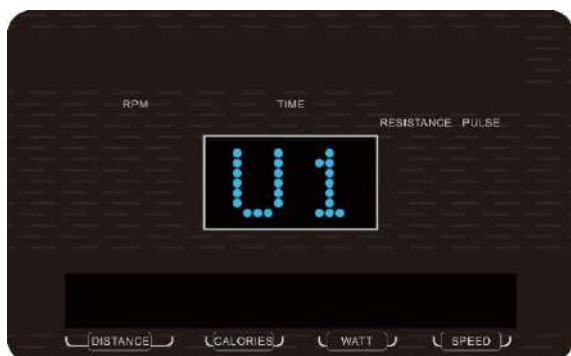 RPM TIME
RESISTANCE PULSE
U1
DISTANCE CALORIES WATT SPEED